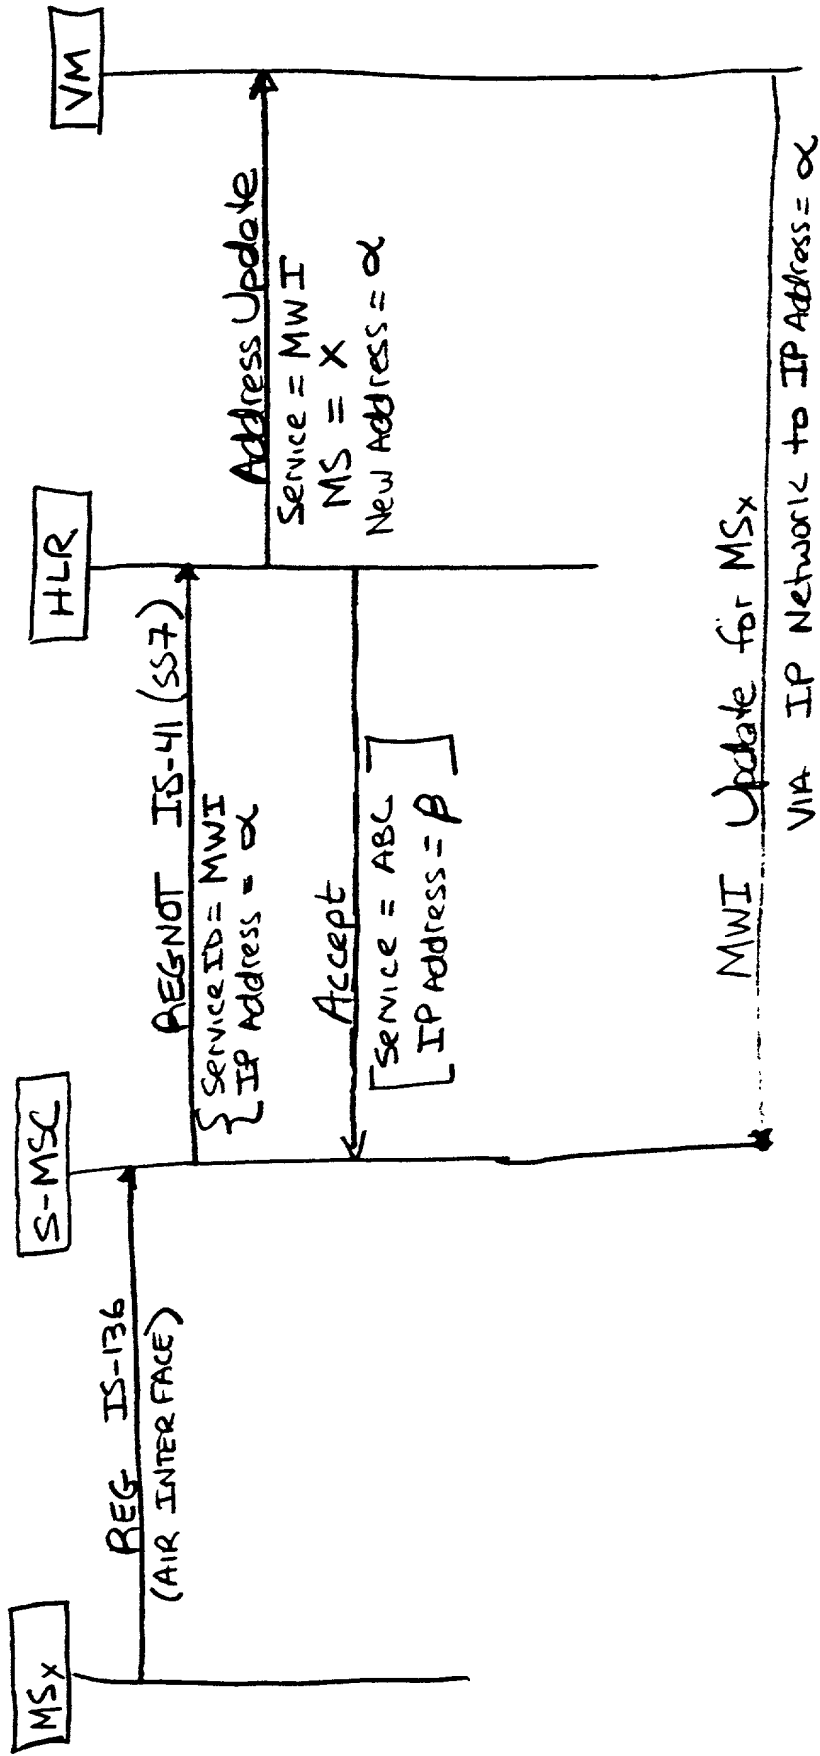 MSx
S-MSC
HLR
VM
REG IS-136
(AIR INTERFACE)
REGNOT IS-41 (SS7)
{ Service ID = MWI
IP Address = α
Address Update
Service = MWI
MS = X
New Address = α
Accept
[Service = ABC
IP Address = β]
MWI Update for MSx
VIA IP Network to IP Address = α